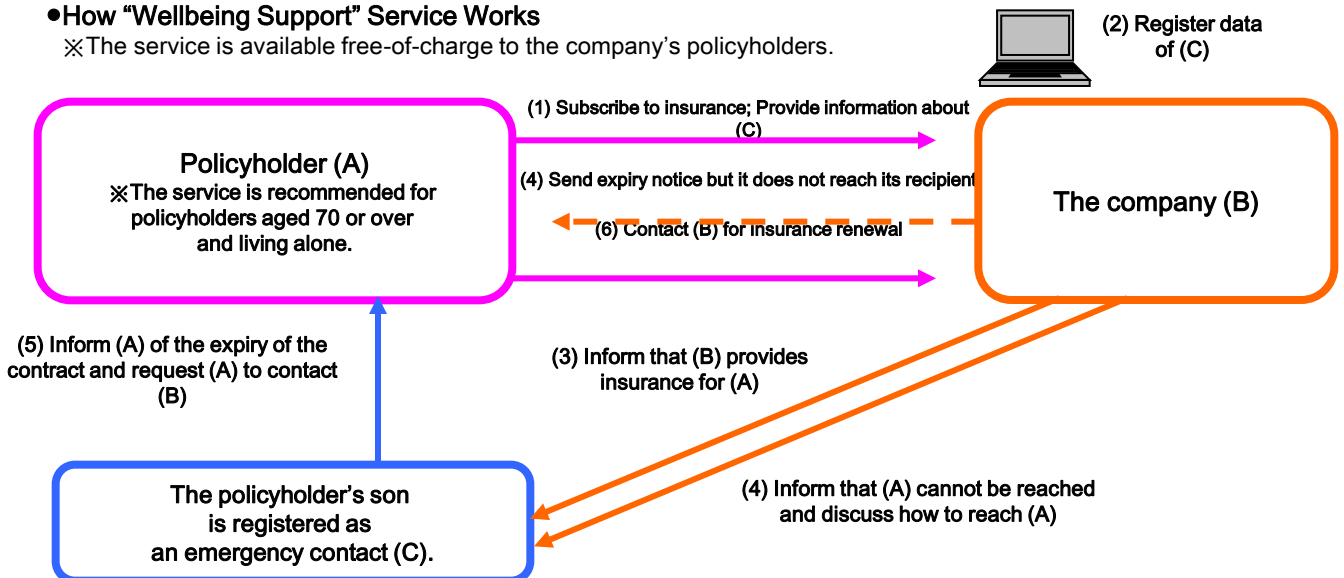 ●How “Wellbeing Support” Service Works
※The service is available free-of-charge to the company’s policyholders.
(2) Register data
of (C)
(1) Subscribe to insurance; Provide information about
(C)
Policyholder (A)
※The service is recommended for
policyholders aged 70 or over
and living alone.
(4) Send expiry notice but it does not reach its recipient
The company (B)
(6) Contact (B) for insurance renewal
(5) Inform (A) of the expiry of the
contract and request (A) to contact
(B)
(3) Inform that (B) provides
insurance for (A)
(4) Inform that (A) cannot be reached
and discuss how to reach (A)
The policyholder’s son
is registered as
an emergency contact (C).